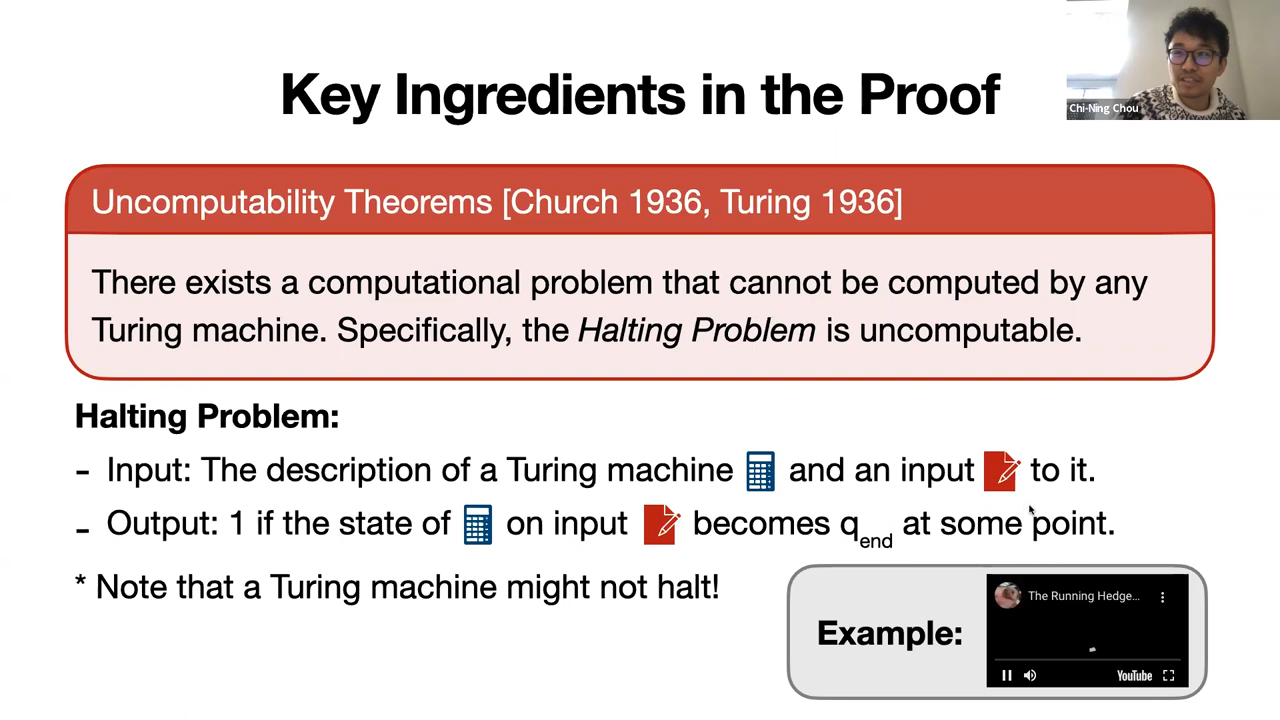 Key Ingredients in the Proof
Chi-Ning Chou
Uncomputability Theorems [Church 1936, Turing 1936]
There exists a computational problem that cannot be computed by any
Turing machine. Specifically, the Halting Problem is uncomputable.
Halting Problem:
- Input: The description of a Turing machine and an input to it.
- Output: 1 if the state of on input becomes qend at some point.
* Note that a Turing machine might not halt!
Example:
The Running Hedge...
YouTube